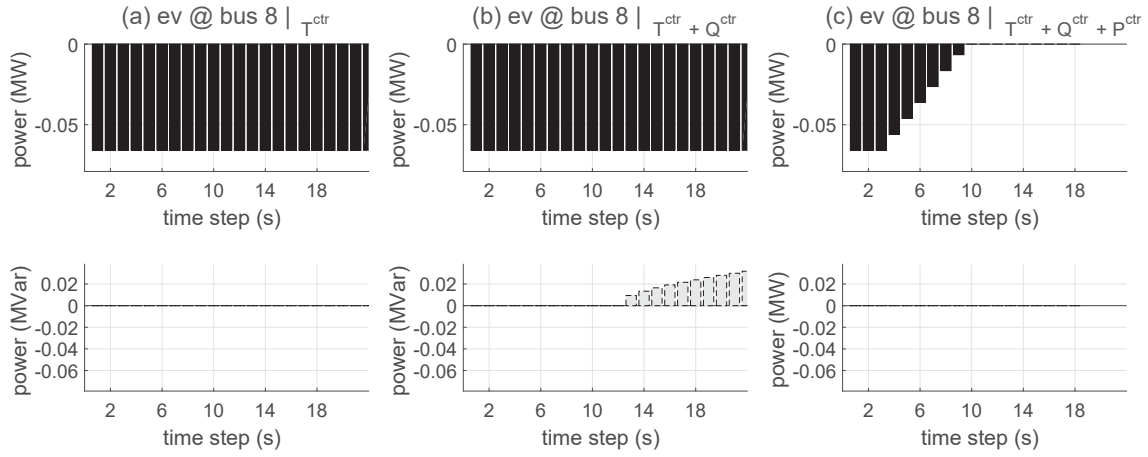 (a) ev @ bus 8 | T^ctr
power (MW)
0
-0.05
2 6 10 14 18
time step (s)
power (MVar)
0.02
0
-0.02
-0.04
-0.06
2 6 10 14 18
time step (s)
(b) ev @ bus 8 | T^ctr + Q^ctr
power (MW)
0
-0.05
2 6 10 14 18
time step (s)
power (MVar)
0.02
0
-0.02
-0.04
-0.06
2 6 10 14 18
time step (s)
(c) ev @ bus 8 | T^ctr + Q^ctr + P^ctr
power (MW)
0
-0.05
2 6 10 14 18
time step (s)
power (MW)
0.02
0
-0.02
-0.04
-0.06
2 6 10 14 18
time step (s)